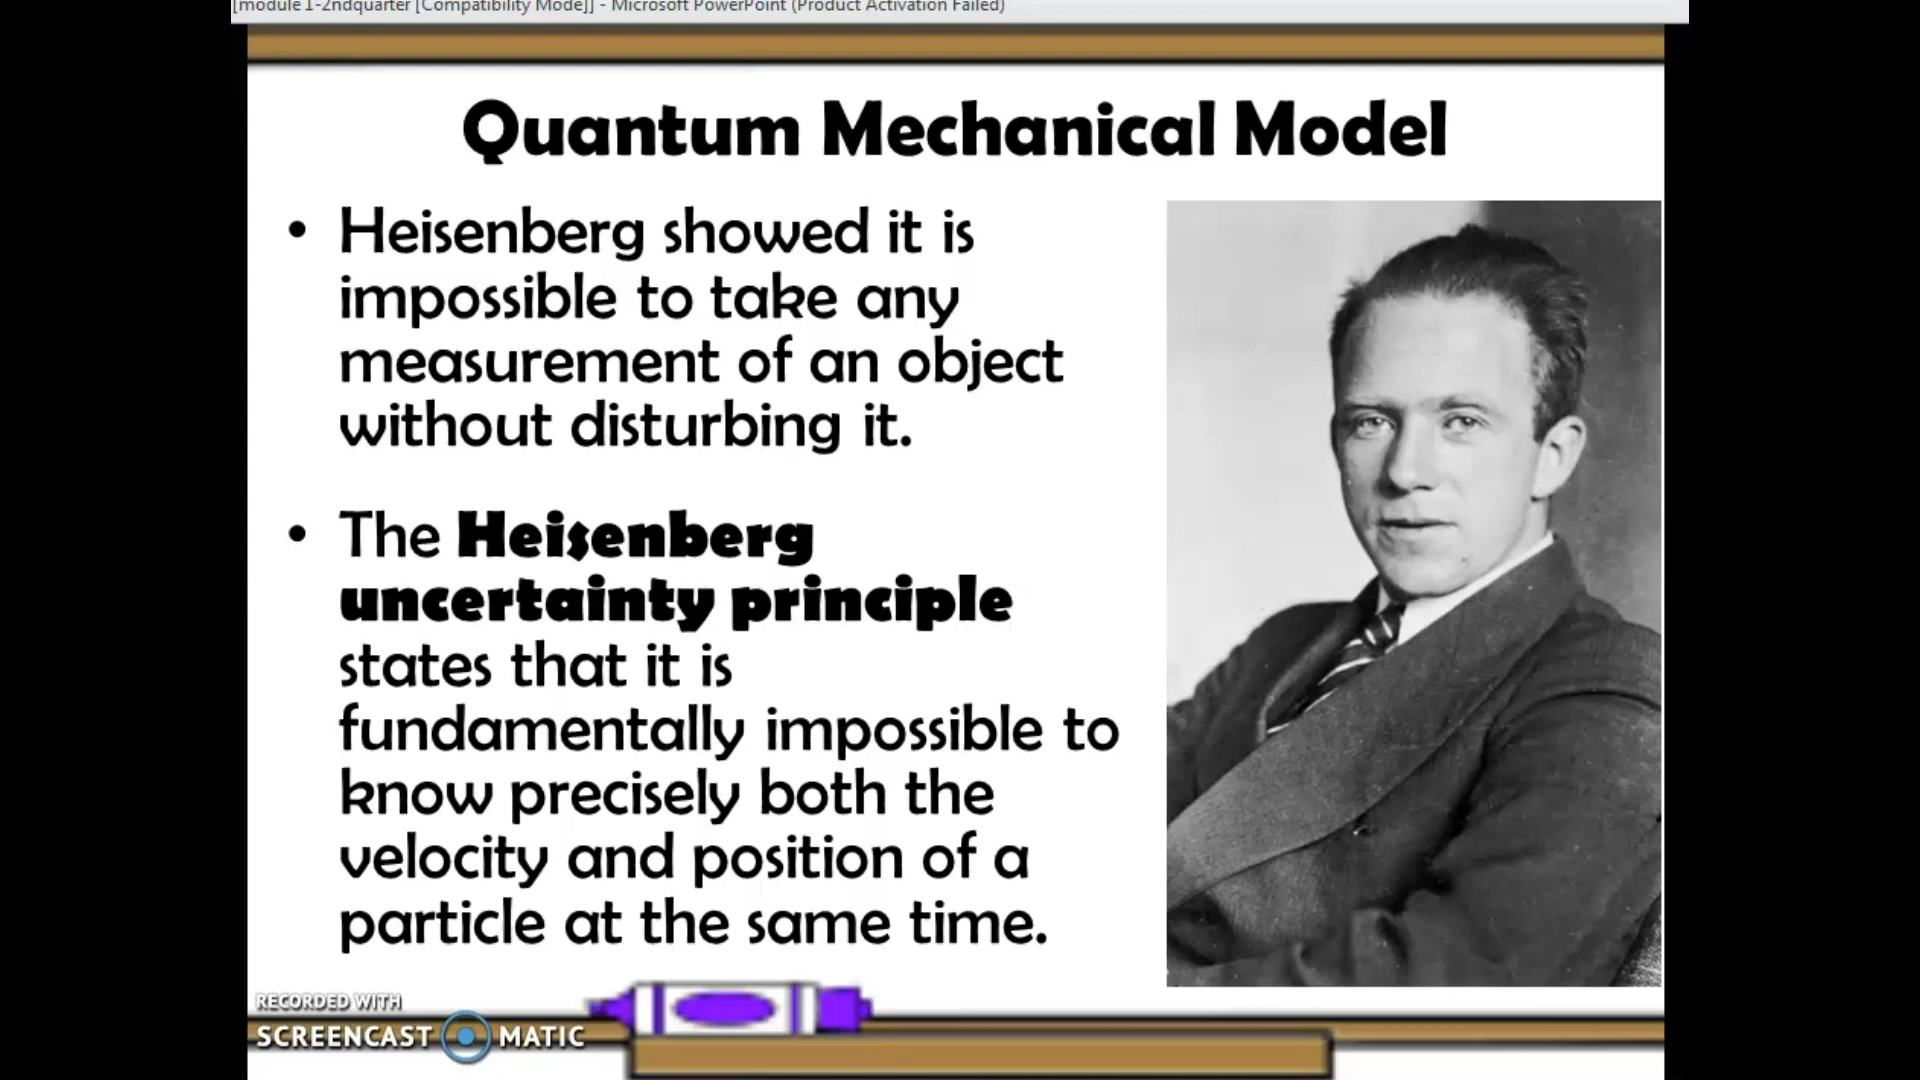 [module 1-2ndquarter [Compatibility Mode]] - Microsoft PowerPoint (Product Activation Failed)
Quantum Mechanical Model
• Heisenberg showed it is
impossible to take any
measurement of an object
without disturbing it.
• The Heisenberg
uncertainty principle
states that it is
fundamentally impossible to
know precisely both the
velocity and position of a
particle at the same time.
RECORDED WITH
SCREENCAST MATIC